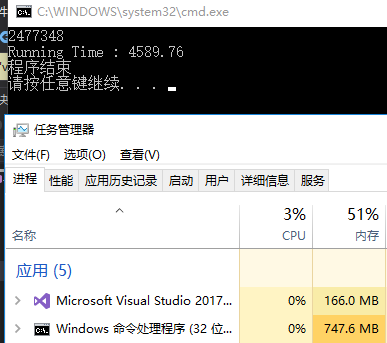 C:\WINDOWS\system32\cmd.exe
2477348
Running Time : 4589.76
程序结束
请按任意键继续. . .
任务管理器
文件(F) 选项(O) 查看(V)
进程 性能 应用历史记录 启动 用户 详细信息 服务
3% 51%
名称 CPU 内存
应用 (5)
Microsoft Visual Studio 2017... 0% 166.0 MB
Windows 命令处理程序 (32 位... 0% 747.6 MB